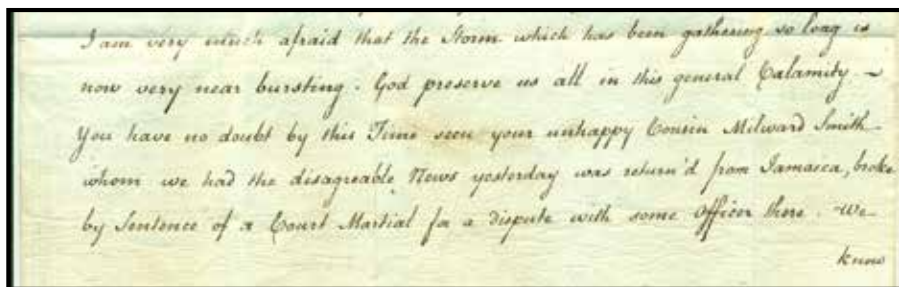 I am very much afraid that the Storm which has been gathering so long is
now very near bursting. God preserve us all in this general Calamity. ~
You have no doubt by this Time seen your unhappy Cousin Milward Smith
whom we had the disagreable News yesterday was return'd from Jamaica, broke
by Sentence of a Court Martial for a dispute with some Officer there. We
know